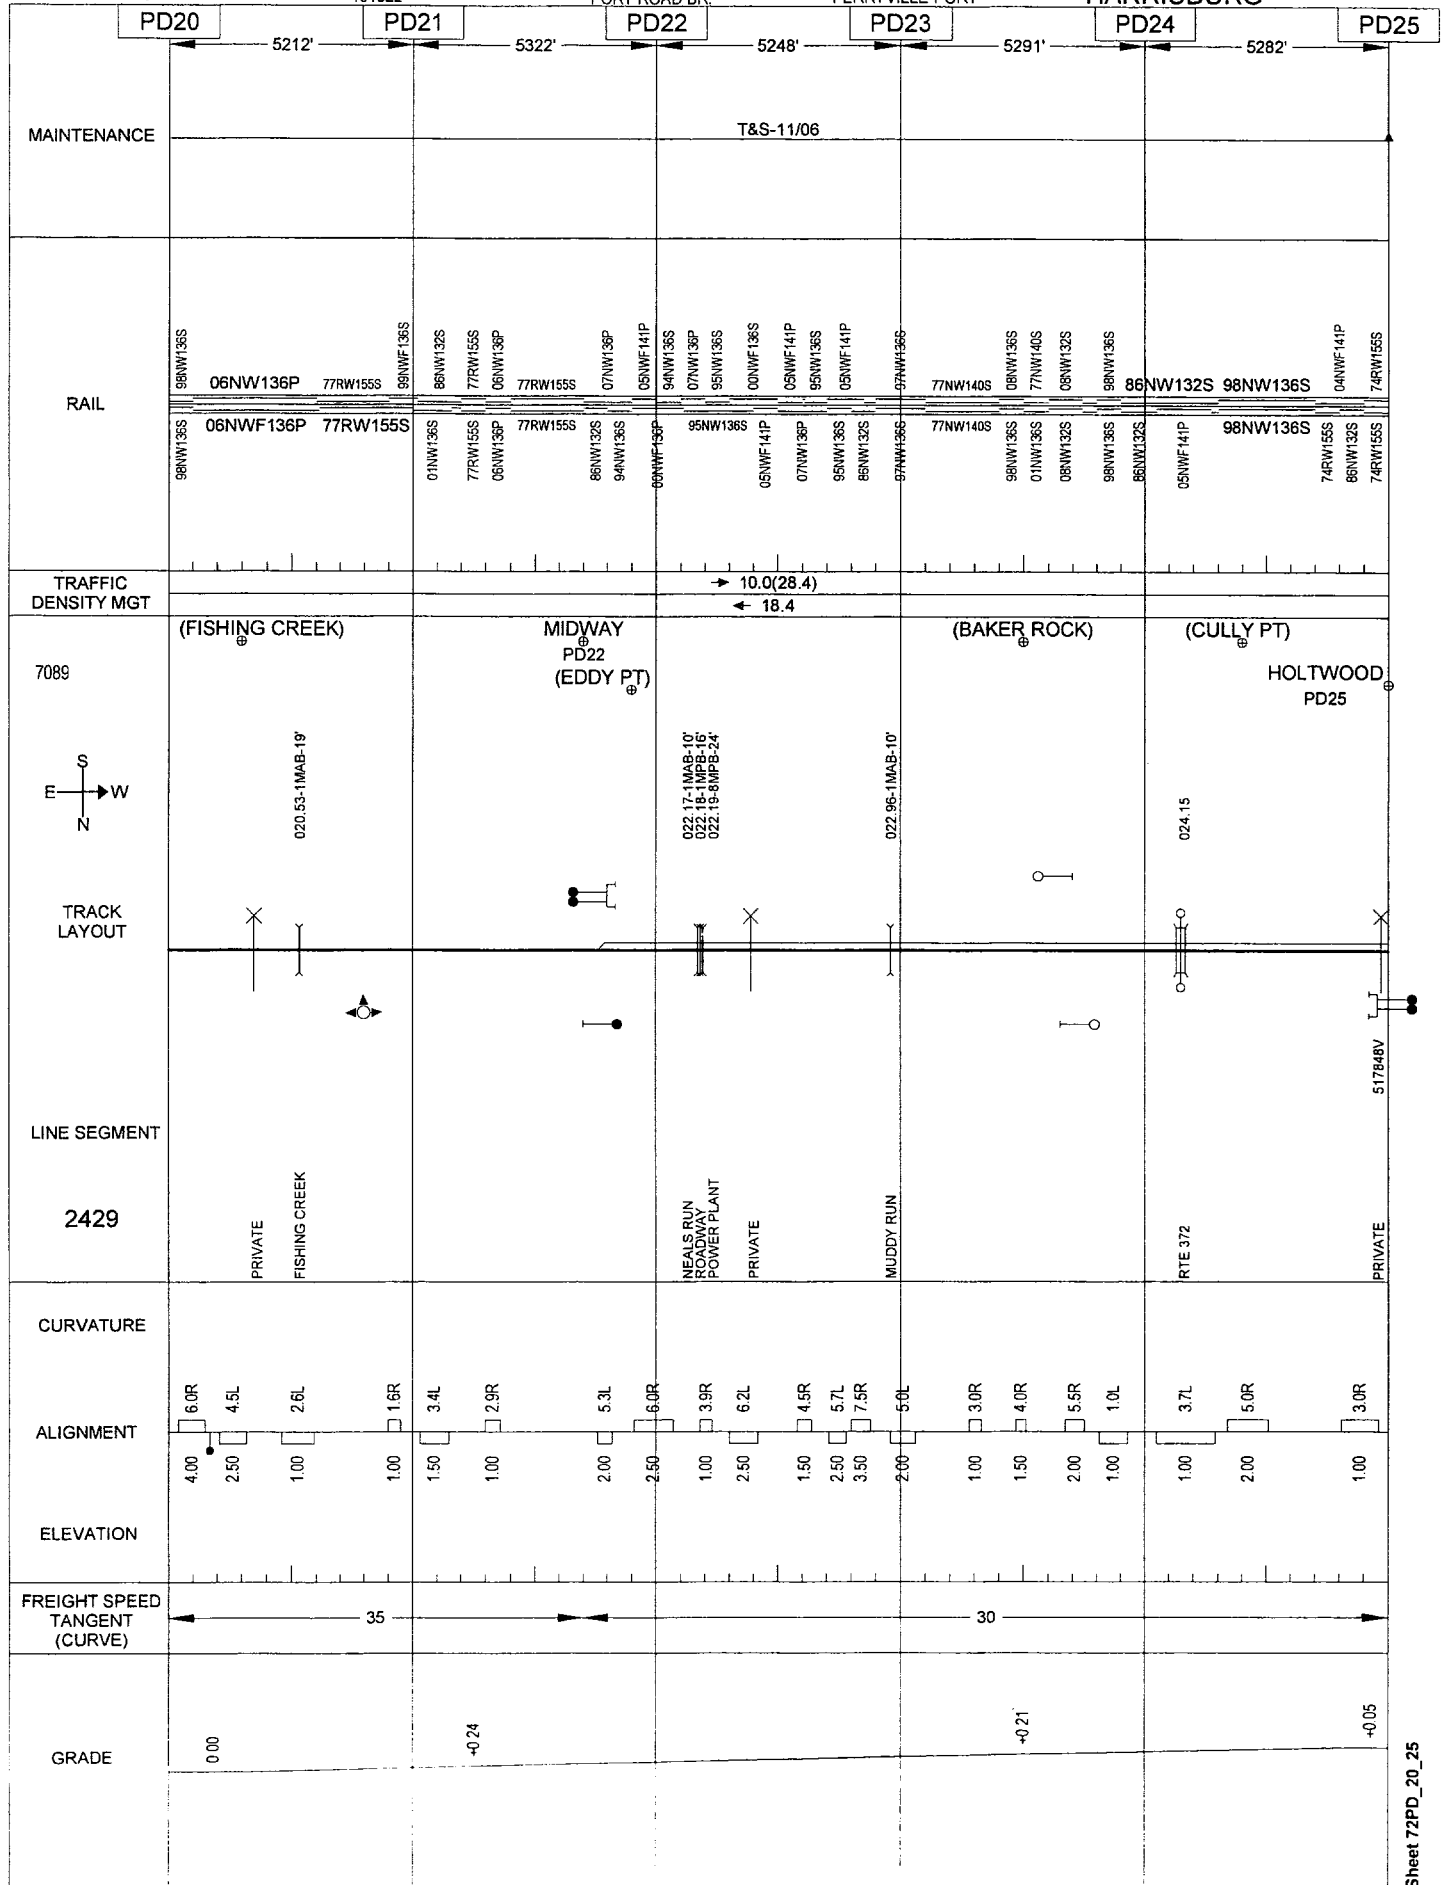 HARRISBURG
PD20
PD21
PD22
PD23
PD24
PD25
5212'
5322'
5248'
5291'
5282'
MAINTENANCE
T&S-11/06
98NW136S
06NW136P
77RW155S
99NWF136S
86NW132S
77RW155S
06NW136P
77RW155S
07NW136P
05NWF141P
94NW136S
07NW136P
95NW136S
00NWF136S
05NWF141P
95NW136S
05NWF141P
97NW136S
77NW140S
08NW136S
77NW140S
08NW132S
98NW136S
86NW132S
98NW136S
04NWF141P
74RW155S
RAIL
98NW136S
06NWF136P
77RW155S
01NW136S
77RW155S
06NW136P
77RW155S
86NW132S
94NW136S
00NWF136P
95NW136S
05NWF141P
07NW136P
95NW136S
86NW132S
97NW136S
77NW140S
98NW136S
01NW136S
08NW132S
98NW136S
86NW132S
05NWF141P
98NW136S
74RW155S
86NW132S
74RW155S
TRAFFIC
DENSITY MGT
→ 10.0(28.4)
← 18.4
(FISHING CREEK)
MIDWAY
PD22
(EDDY PT)
(BAKER ROCK)
(CULLY PT)
HOLTWOOD
PD25
7089
S
E W
N
020.53-1MAB-19'
022.17-1MAB-10'
022.18-1MPB-16'
022.19-8MPB-24'
022.96-1MAB-10'
024.15
TRACK
LAYOUT
517848V
LINE SEGMENT
2429
PRIVATE
FISHING CREEK
NEALS RUN
ROADWAY
POWER PLANT
PRIVATE
MUDDY RUN
RTE 372
PRIVATE
CURVATURE
6.0R
4.5L
2.6L
1.6R
3.4L
2.9R
5.3L
6.0R
3.9R
6.2L
4.5R
5.7L
7.5R
5.0L
3.0R
4.0R
5.5R
1.0L
3.7L
5.0R
3.0R
ALIGNMENT
4.00
2.50
1.00
1.00
1.50
1.00
2.00
2.50
1.00
2.50
1.50
2.50
3.50
2.00
1.00
1.50
2.00
1.00
1.00
2.00
1.00
ELEVATION
FREIGHT SPEED
TANGENT
(CURVE)
35
30
GRADE
0.00
+0.24
+0.21
+0.05
Sheet 72PD_20_25